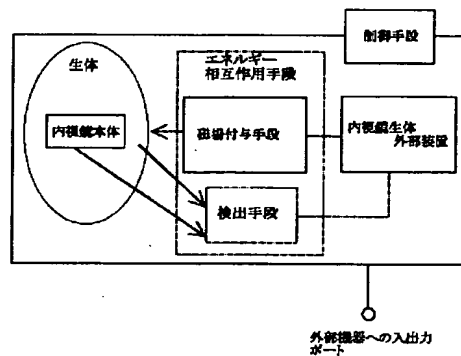 制御手段
生体
エネルギー
相互作用手段
内視鏡本体
磁場付与手段
内視鏡生体
外部装置
検出手段
外部機器への入出力
ポート